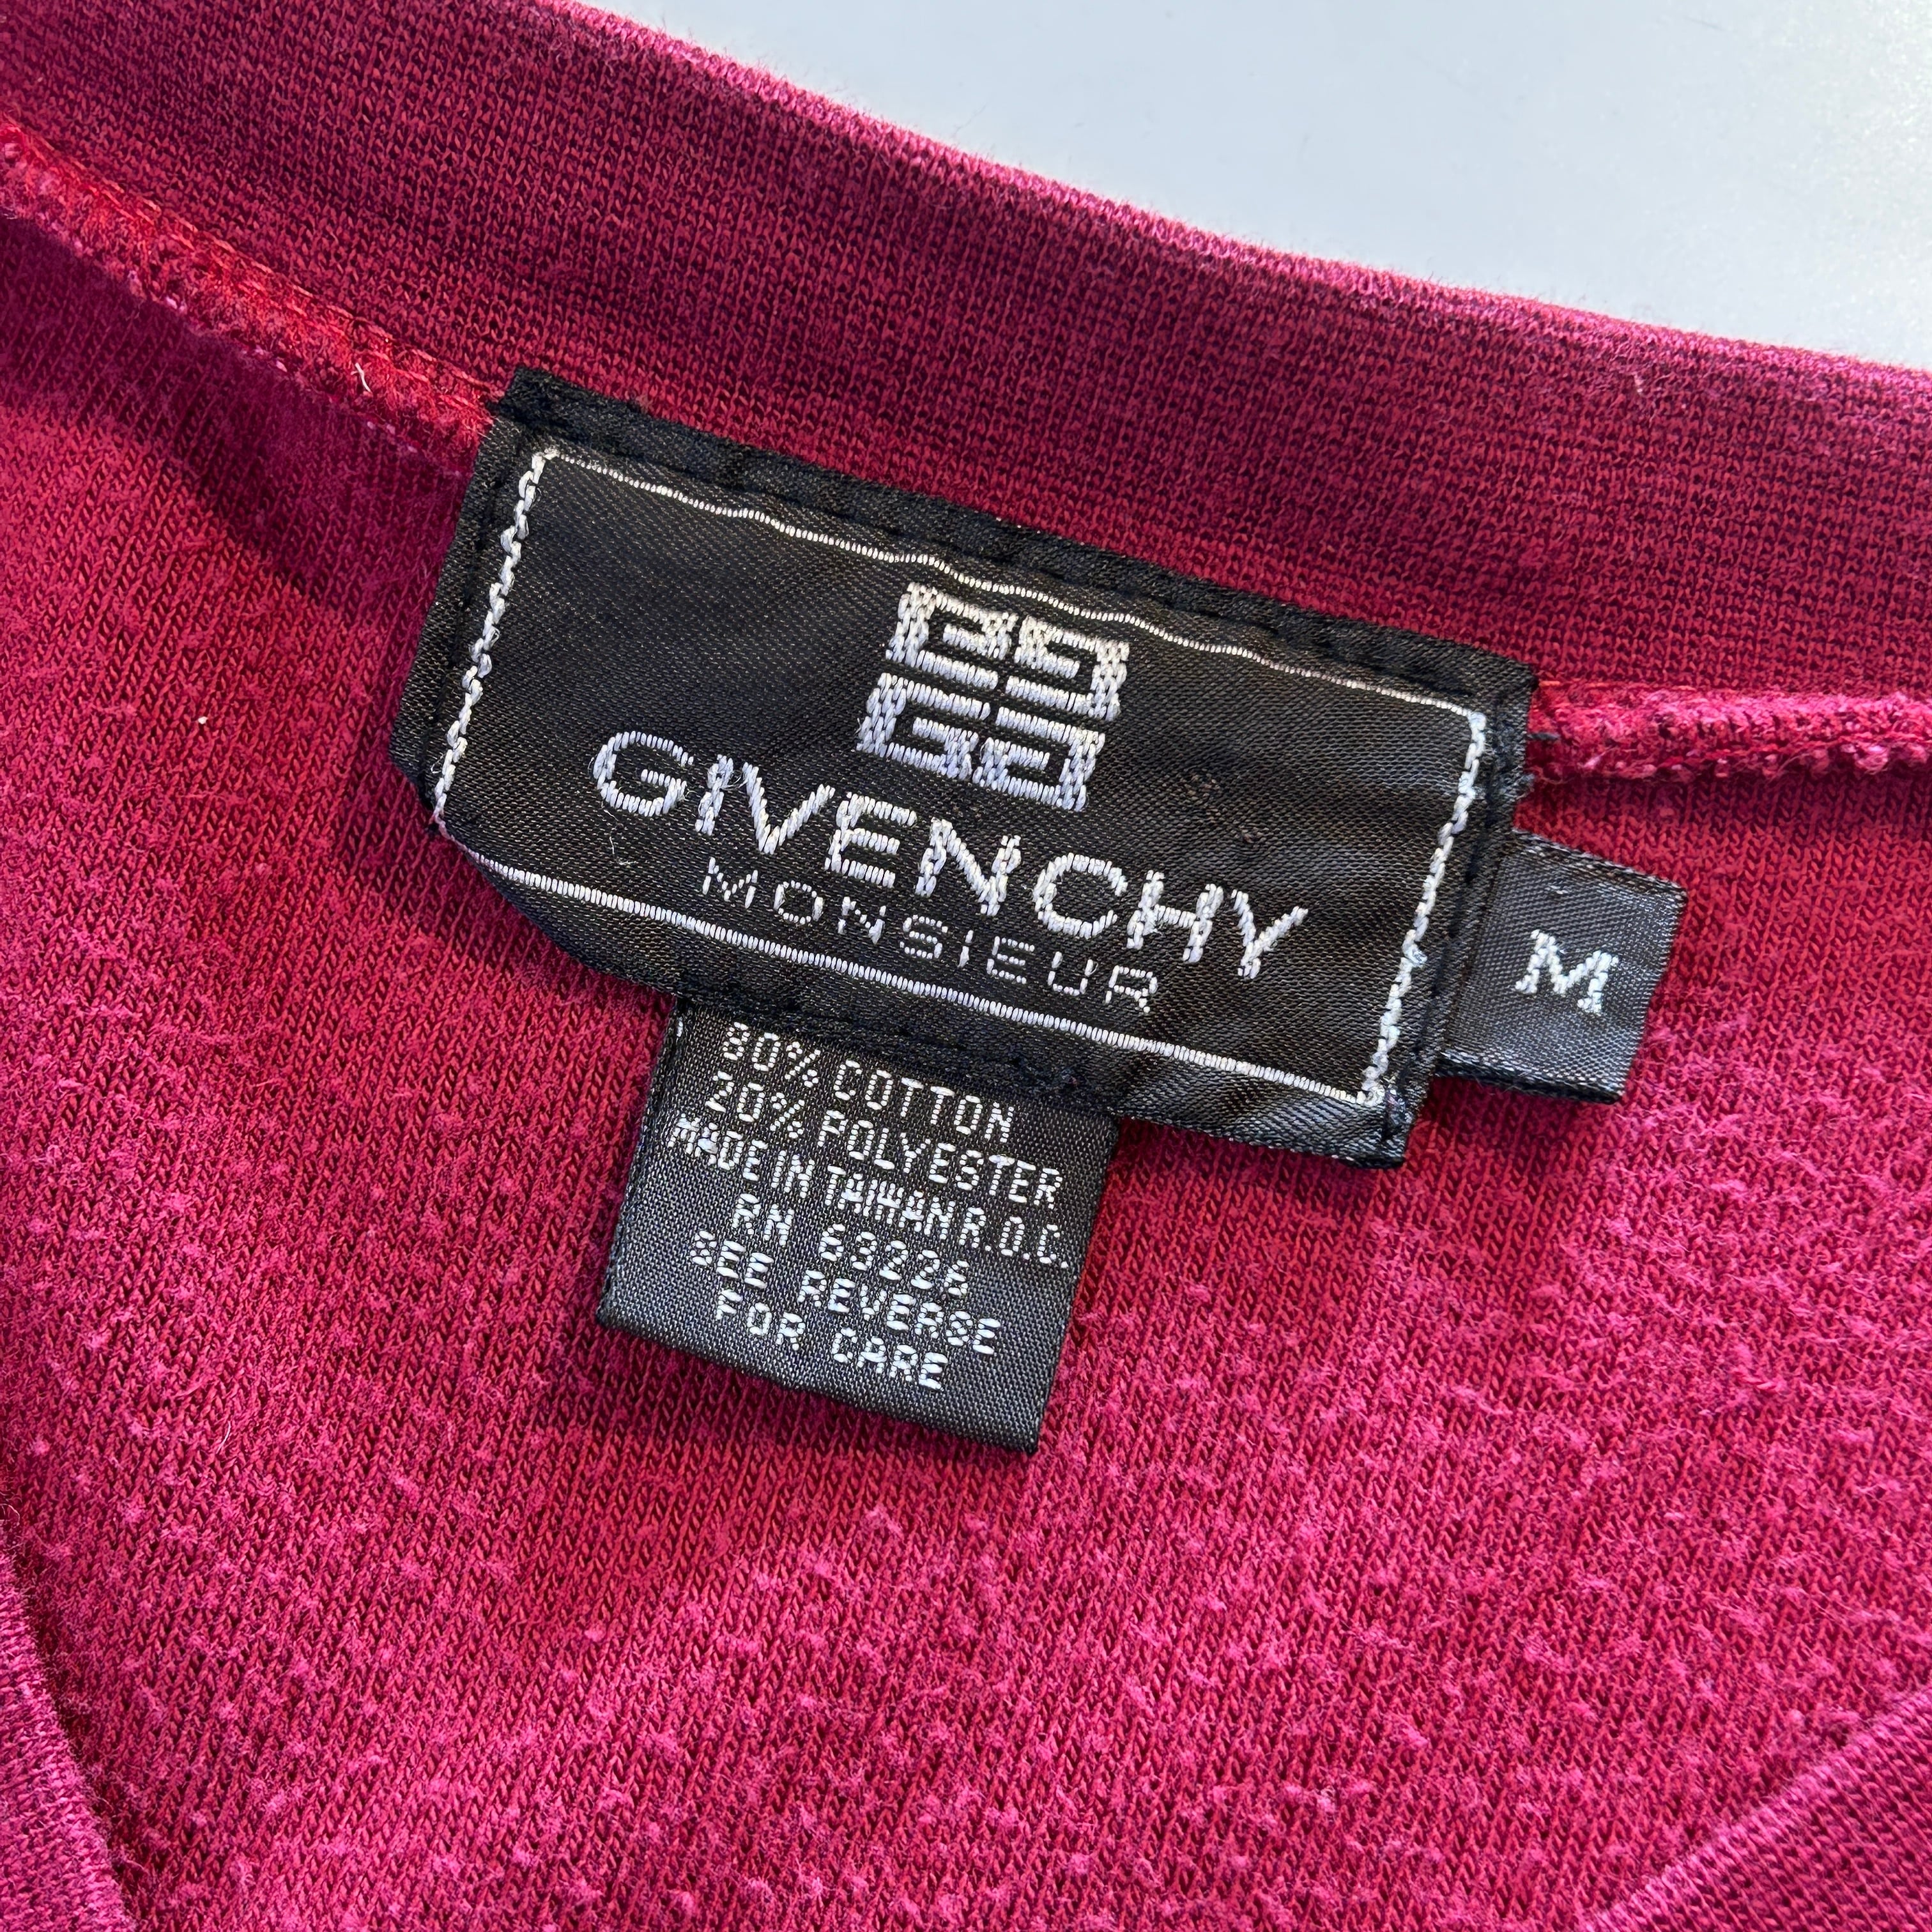 GIVENCHY
MONSIEUR
M
80% COTTON
20% POLYESTER
MADE IN TAIWAN R.O.C.
RN 63226
SEE REVERSE
FOR CARE